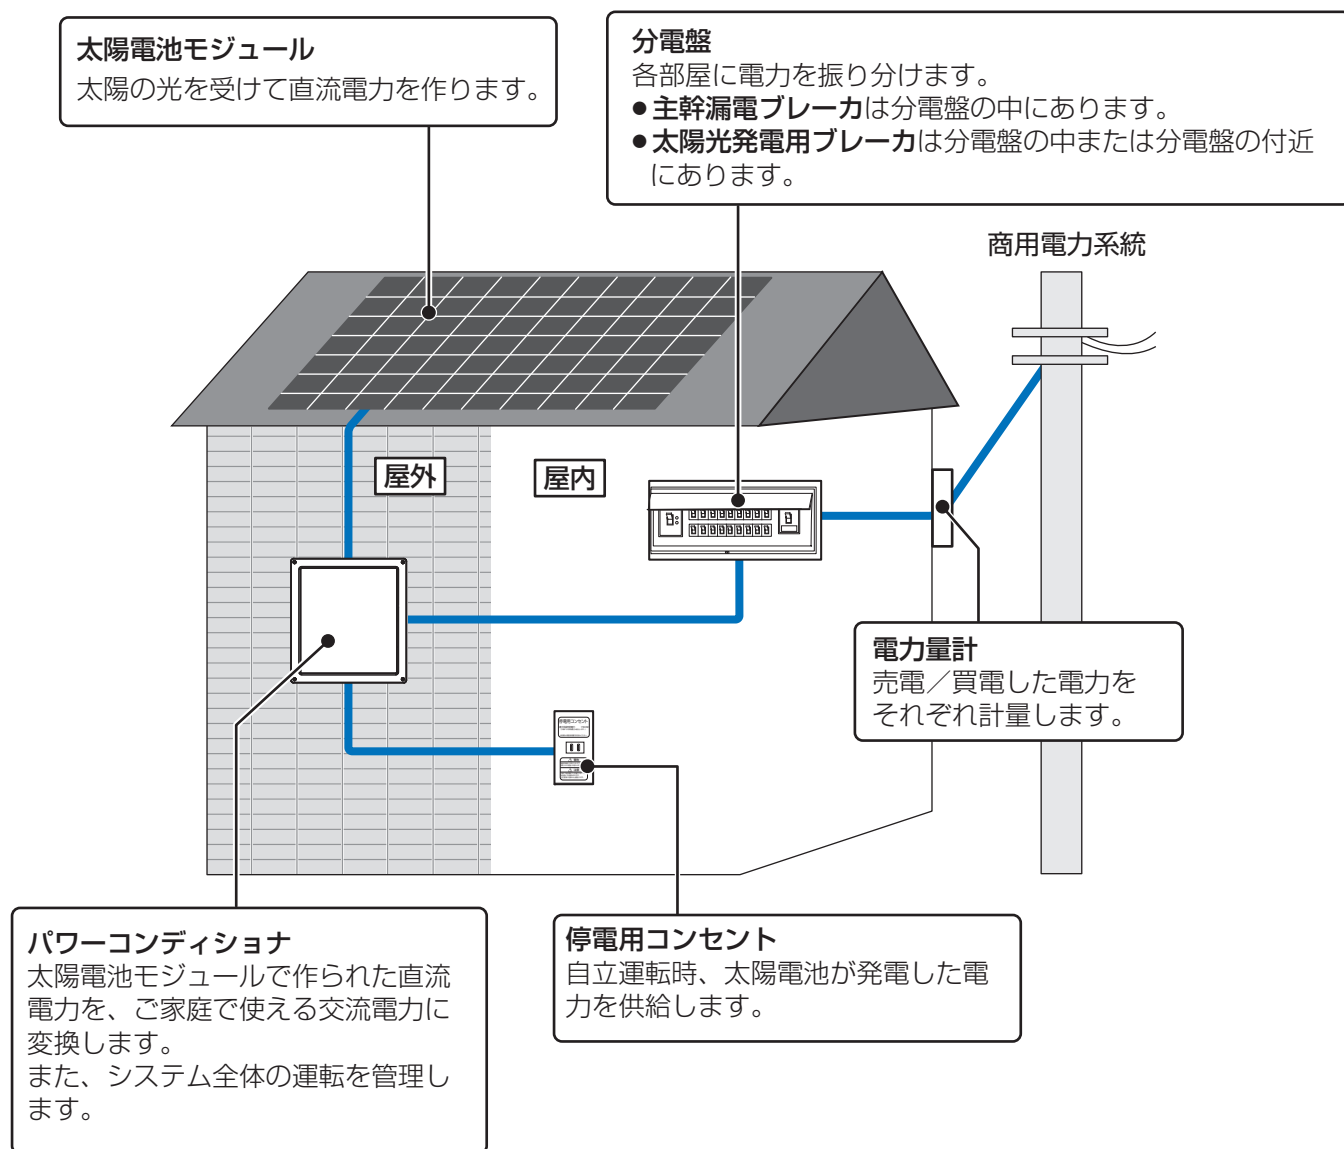 太陽電池モジュール
太陽の光を受けて直流電力を作ります。
分電盤
各部屋に電力を振り分けます。
●主幹漏電ブレーカは分電盤の中にあります。
●太陽光発電用ブレーカは分電盤の中または分電盤の付近
にあります。
商用電力系統
屋外
屋内
電力量計
売電／買電した電力を
それぞれ計量します。
停電用コンセント
パワーコンディショナ
太陽電池モジュールで作られた直流
電力を、ご家庭で使える交流電力に
変換します。
また、システム全体の運転を管理し
ます。
停電用コンセント
自立運転時、太陽電池が発電した電
力を供給します。